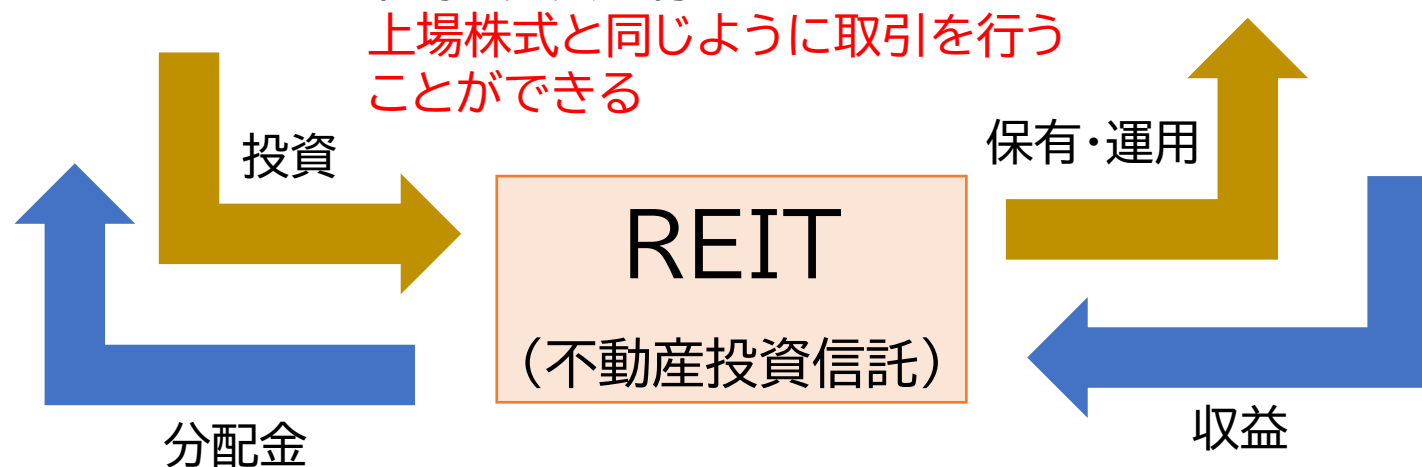 上場株式と同じように取引を行う
ことができる
投資
保有・運用
REIT
（不動産投資信託）
分配金
収益